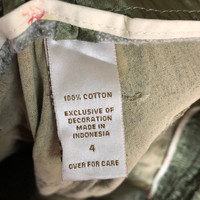 100% COTTON
EXCLUSIVE OF
DECORATION
MADE IN
INDONESIA
4
OVER FOR CARE